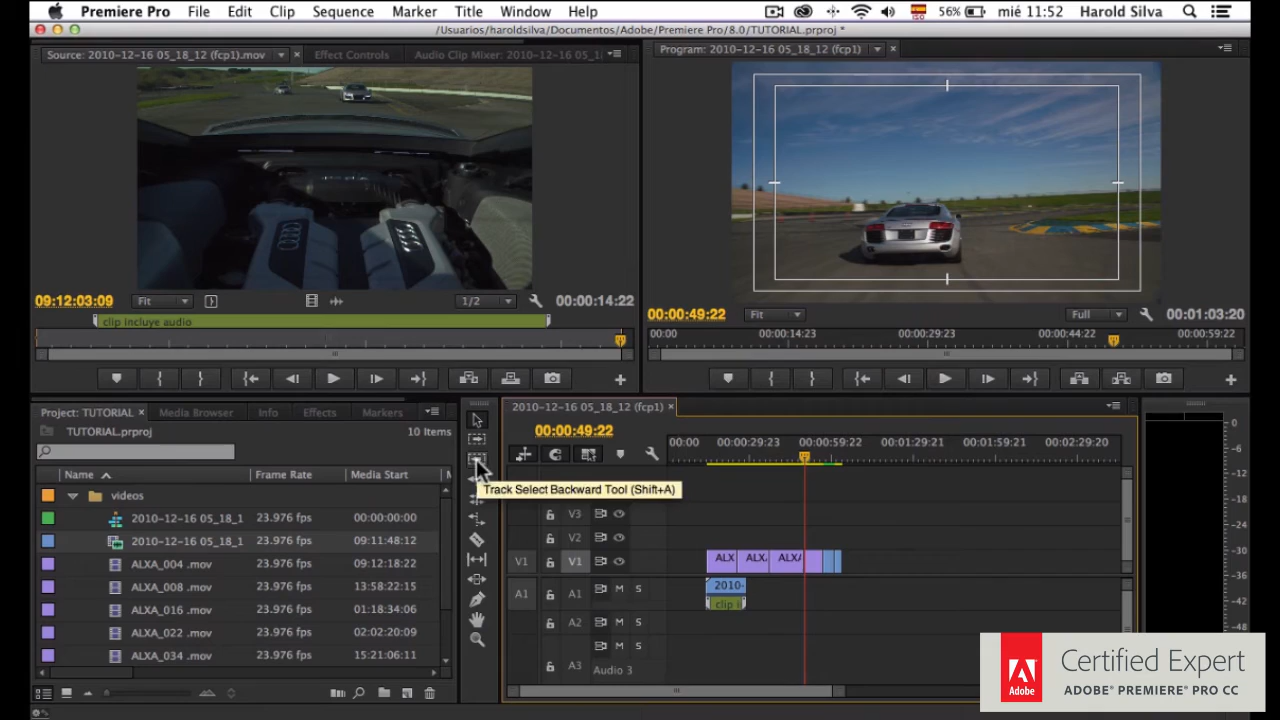 Premiere Pro File Edit Clip Sequence Marker Title Window Help ISO 56% mié 11:52 Harold Silva
/Usuarios/haroldsilva/Documentos/Adobe/Premiere Pro/8.0/TUTORIAL.prproj *
Source: 2010-12-16 05_18_12 (fcp1).mov Effect Controls Audio Clip Mixer: 2010-12-16 05_1
Program: 2010-12-16 05_18_12 (fcp1)
09:12:03:09 Fit 1/2 00:00:14:22
clip incluye audio
00:00:49:22 Fit Full 00:01:03:20
00:00 00:00:14:23 00:00:29:23 00:00:44:22 00:00:59:22
Project: TUTORIAL Media Browser Info Effects Markers
TUTORIAL.prproj 10 Items
Name Frame Rate Media Start
videos
2010-12-16 05_18_1 23.976 fps 00:00:00:00
2010-12-16 05_18_1 23.976 fps 09:11:48:12
ALXA_004 .mov 23.976 fps 09:12:18:22
ALXA_008 .mov 23.976 fps 13:58:22:15
ALXA_016 .mov 23.976 fps 01:18:34:06
ALXA_022 .mov 23.976 fps 02:02:20:09
ALXA_034 .mov 23.976 fps 15:21:06:11
Track Select Backward Tool (Shift+A)
2010-12-16 05_18_12 (fcp1)
00:00:49:22
00:00 00:00:29:23 00:00:59:22 00:01:29:21 00:01:59:21 00:02:29:20
V3
V2
V1 V1 ALX ALX ALXA
A1 A1 M S 2010-
clip i
A2 M S
M S
A3 Audio 3
0
-6
-12
-18
-24
-30
-36
-42
-48
Adobe
Certified Expert
ADOBE® PREMIERE® PRO CC